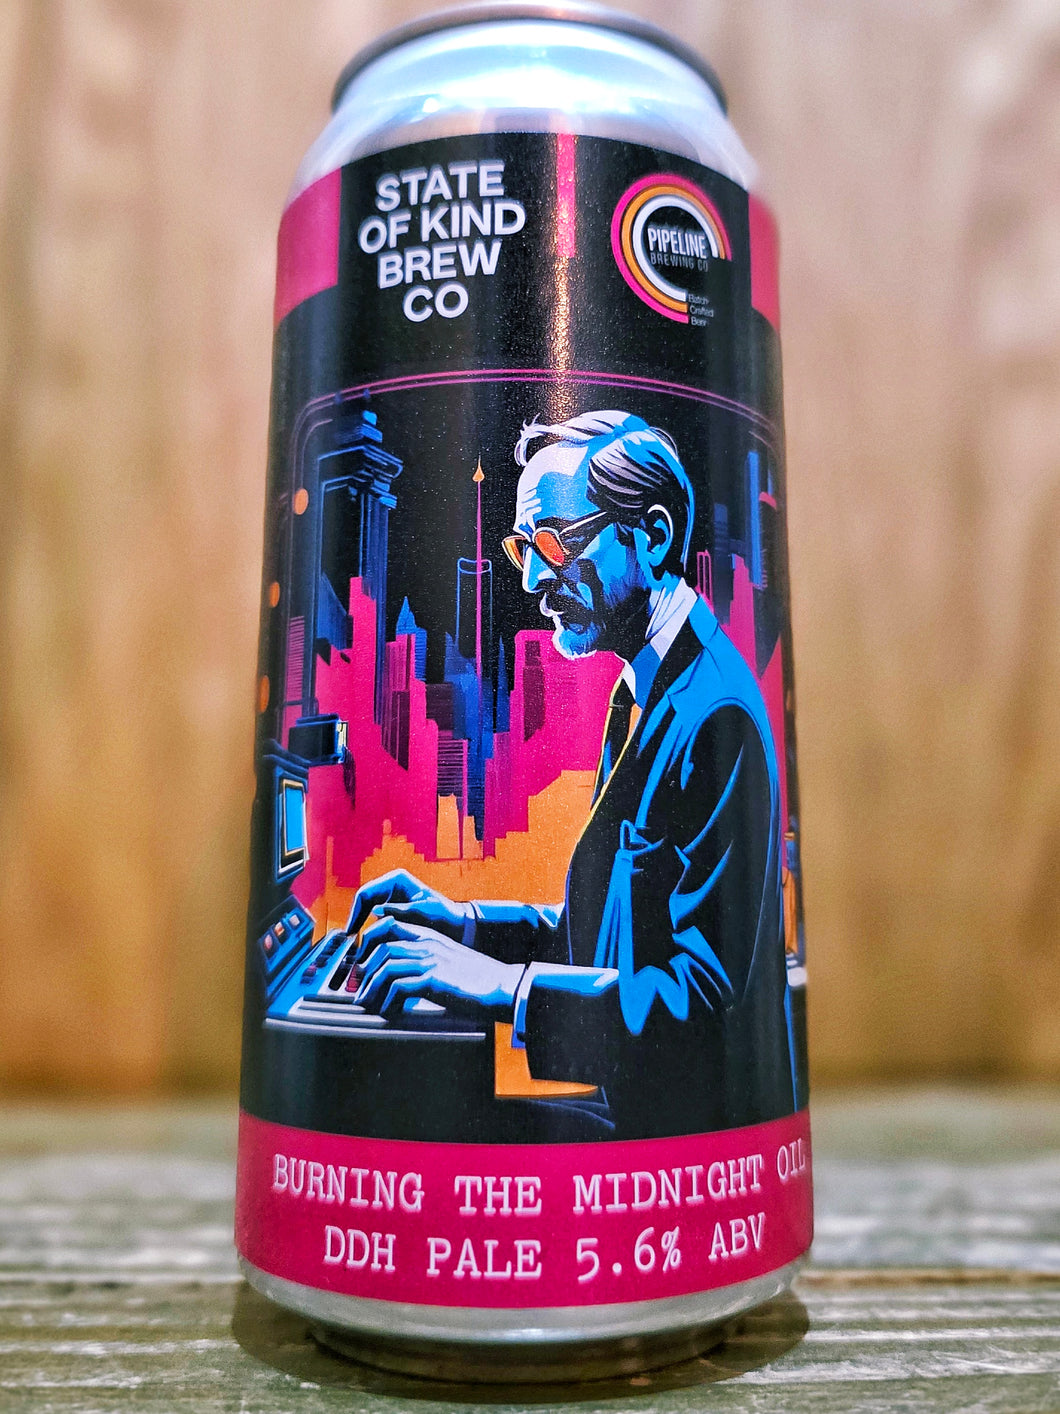 STATE
OF KIND
BREW
CO
PIPELINE
BREWING CO
Batch
Crafted
Beer
BURNING THE MIDNIGHT OIL
DDH PALE 5.6% ABV